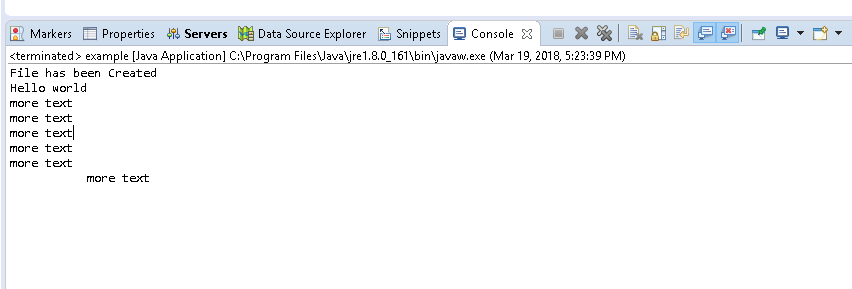 Markers Properties Servers Data Source Explorer Snippets Console
<terminated> example [Java Application] C:\Program Files\Java\jre1.8.0_161\bin\javaw.exe (Mar 19, 2018, 5:23:39 PM)
File has been Created
Hello world
more text
more text
more text
more text
more text
more text